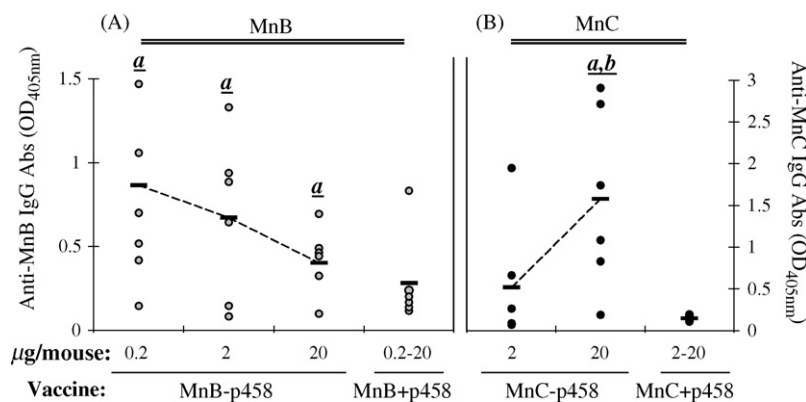 (A) MnB (B) MnC
Anti-MnB IgG Abs (OD405nm)
1.5
1
0.5
0
a
a
a
a,b
3
2.5
2
1.5
1
0.5
0
Anti-MnC IgG Abs (OD405nm)
μg/mouse: 0.2 2 20 0.2-20 2 20 2-20
Vaccine: MnB-p458 MnB+p458 MnC-p458 MnC+p458